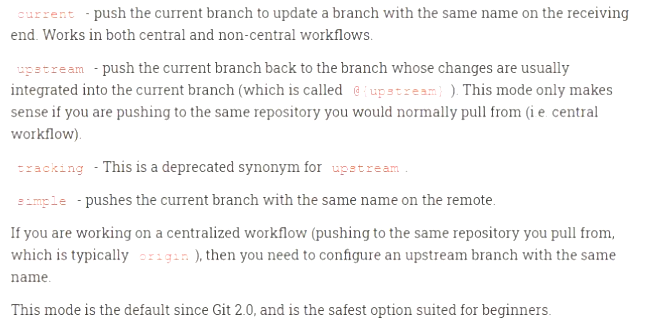 current - push the current branch to update a branch with the same name on the receiving
end. Works in both central and non-central workflows.
upstream - push the current branch back to the branch whose changes are usually
integrated into the current branch (which is called @{upstream} ). This mode only makes
sense if you are pushing to the same repository you would normally pull from (i.e. central
workflow).
tracking - This is a deprecated synonym for upstream .
simple - pushes the current branch with the same name on the remote.
If you are working on a centralized workflow (pushing to the same repository you pull from,
which is typically origin ), then you need to configure an upstream branch with the same
name.
This mode is the default since Git 2.0, and is the safest option suited for beginners.